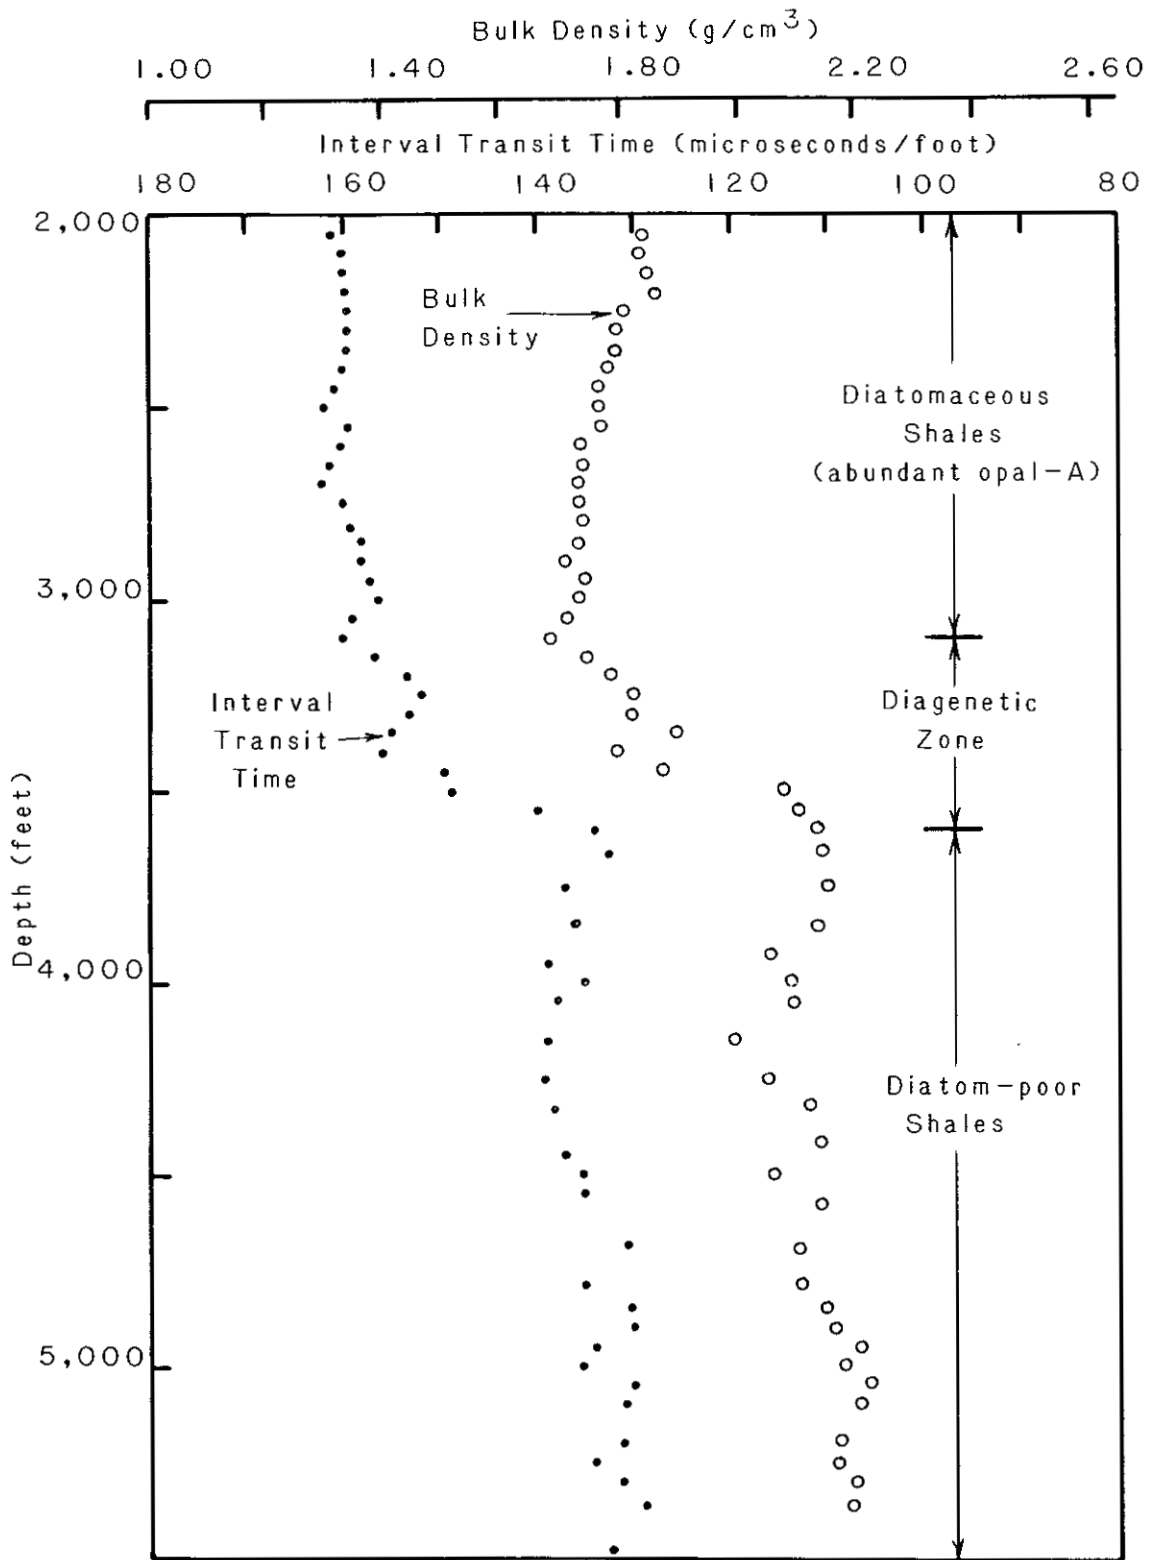 Bulk Density (g/cm³)
1.00 1.40 1.80 2.20 2.60
Interval Transit Time (microseconds/foot)
180 160 140 120 100 80
2,000
Bulk
Density
Diatomaceous
Shales
(abundant opal-A)
3,000
Interval
Transit
Time
Diagenetic
Zone
Depth (feet)
4,000
Diatom-poor
Shales
5,000